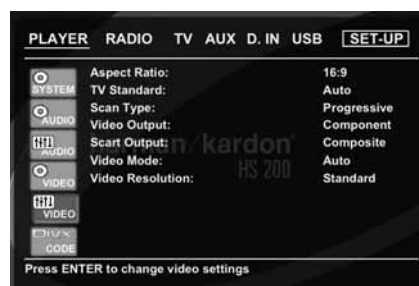 PLAYER RADIO TV AUX D. IN USB SET-UP
SYSTEM
AUDIO
AUDIO
VIDEO
VIDEO
DIVX
CODE
Aspect Ratio: 16:9
TV Standard: Auto
Scan Type: Progressive
Video Output: Component
Scart Output: Composite
Video Mode: Auto
Video Resolution: Standard
harman/kardon
HS 200
Press ENTER to change video settings